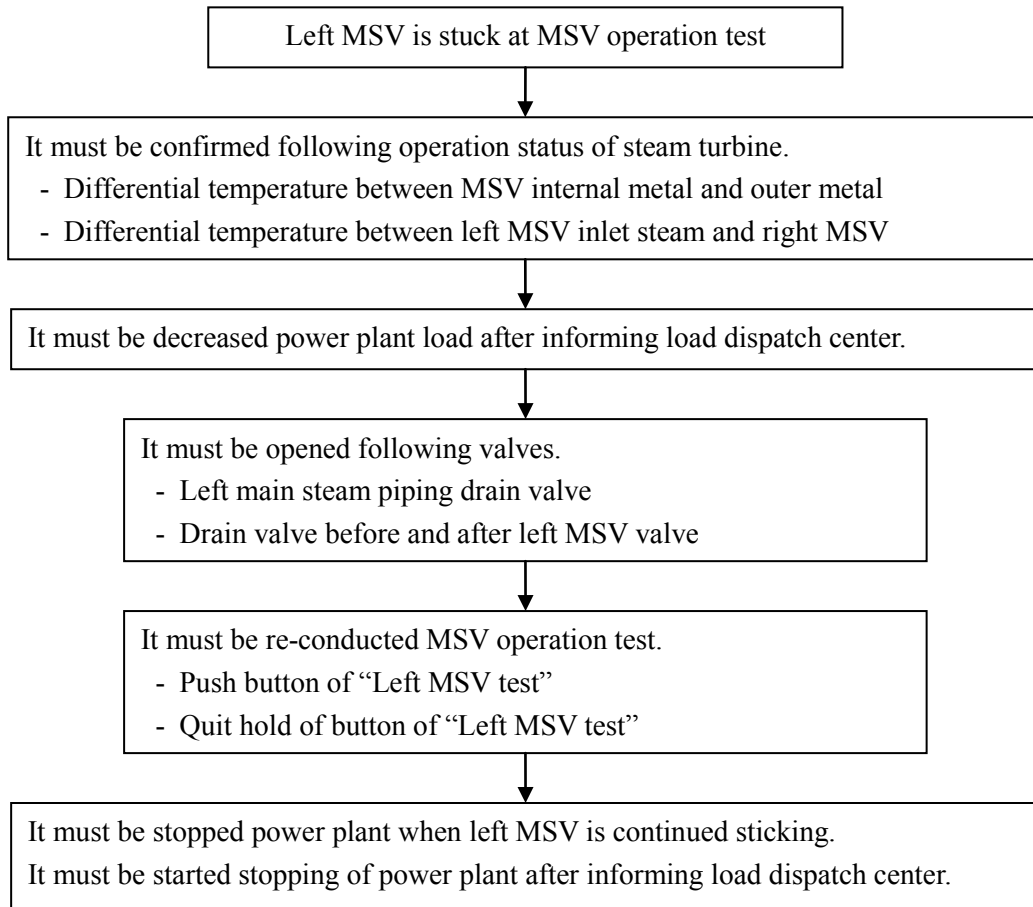 Left MSV is stuck at MSV operation test
It must be confirmed following operation status of steam turbine.
- Differential temperature between MSV internal metal and outer metal
- Differential temperature between left MSV inlet steam and right MSV
It must be decreased power plant load after informing load dispatch center.
It must be opened following valves.
- Left main steam piping drain valve
- Drain valve before and after left MSV valve
It must be re-conducted MSV operation test.
- Push button of “Left MSV test”
- Quit hold of button of “Left MSV test”
It must be stopped power plant when left MSV is continued sticking.
It must be started stopping of power plant after informing load dispatch center.